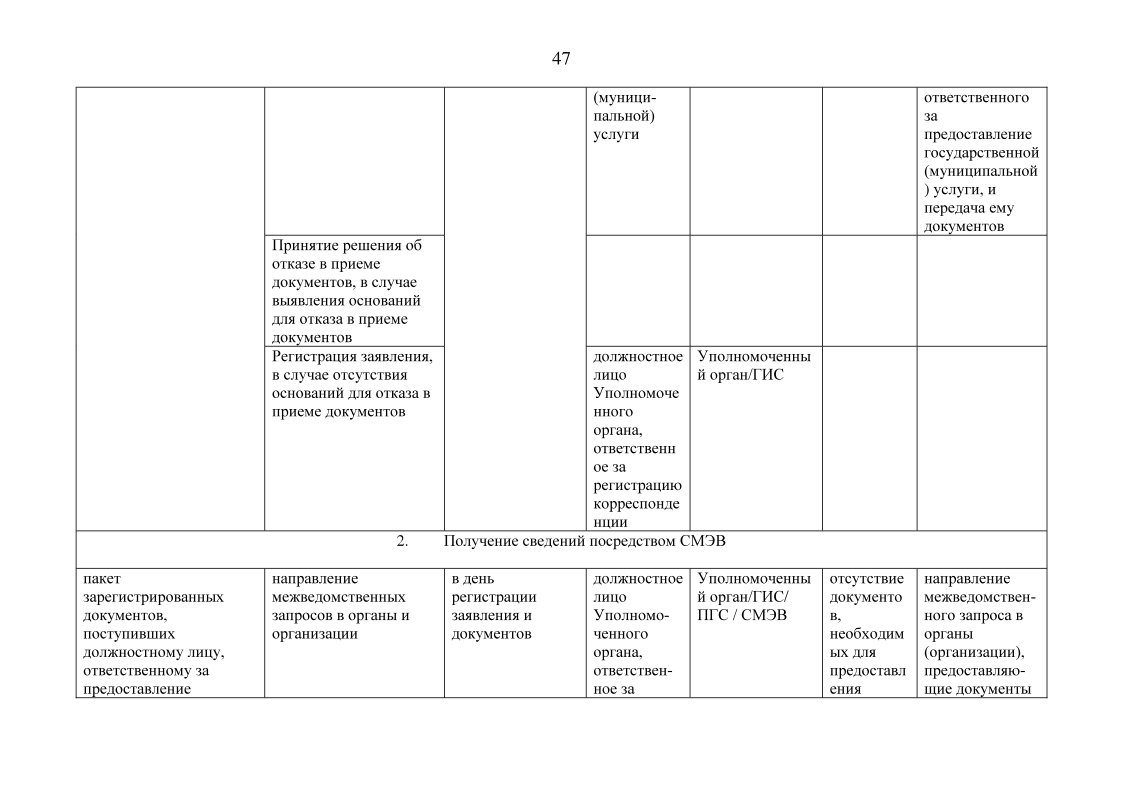 47
(муници-
пальной)
услуги
ответственного
за
предоставление
государственной
(муниципальной
) услуги, и
передача ему
документов
Принятие решения об
отказе в приеме
документов, в случае
выявления оснований
для отказа в приеме
документов
Регистрация заявления,
в случае отсутствия
оснований для отказа в
приеме документов
должностное
лицо
Уполномоче
нного
органа,
ответственн
ое за
регистрацию
корреспонде
нции
Уполномоченны
й орган/ГИС
2. Получение сведений посредством СМЭВ
пакет
зарегистрированных
документов,
поступивших
должностному лицу,
ответственному за
предоставление
направление
межведомственных
запросов в органы и
организации
в день
регистрации
заявления и
документов
должностное
лицо
Уполномо-
ченного
органа,
ответствен-
ное за
Уполномоченны
й орган/ГИС/
ПГС / СМЭВ
отсутствие
документо
в,
необходим
ых для
предоставл
ения
направление
межведомствен-
ного запроса в
органы
(организации),
предоставляю-
щие документы